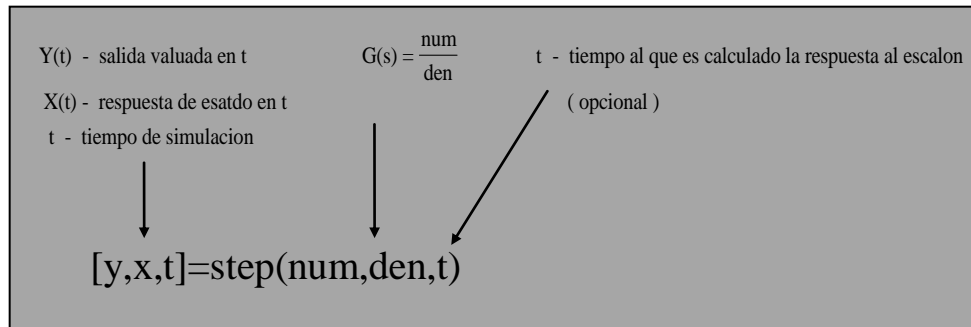 Y(t) - salida valuada en t
X(t) - respuesta de esatdo en t
t - tiempo de simulacion
G(s) = num
den
t - tiempo al que es calculado la respuesta al escalon
( opcional )
[y,x,t]=step(num,den,t)